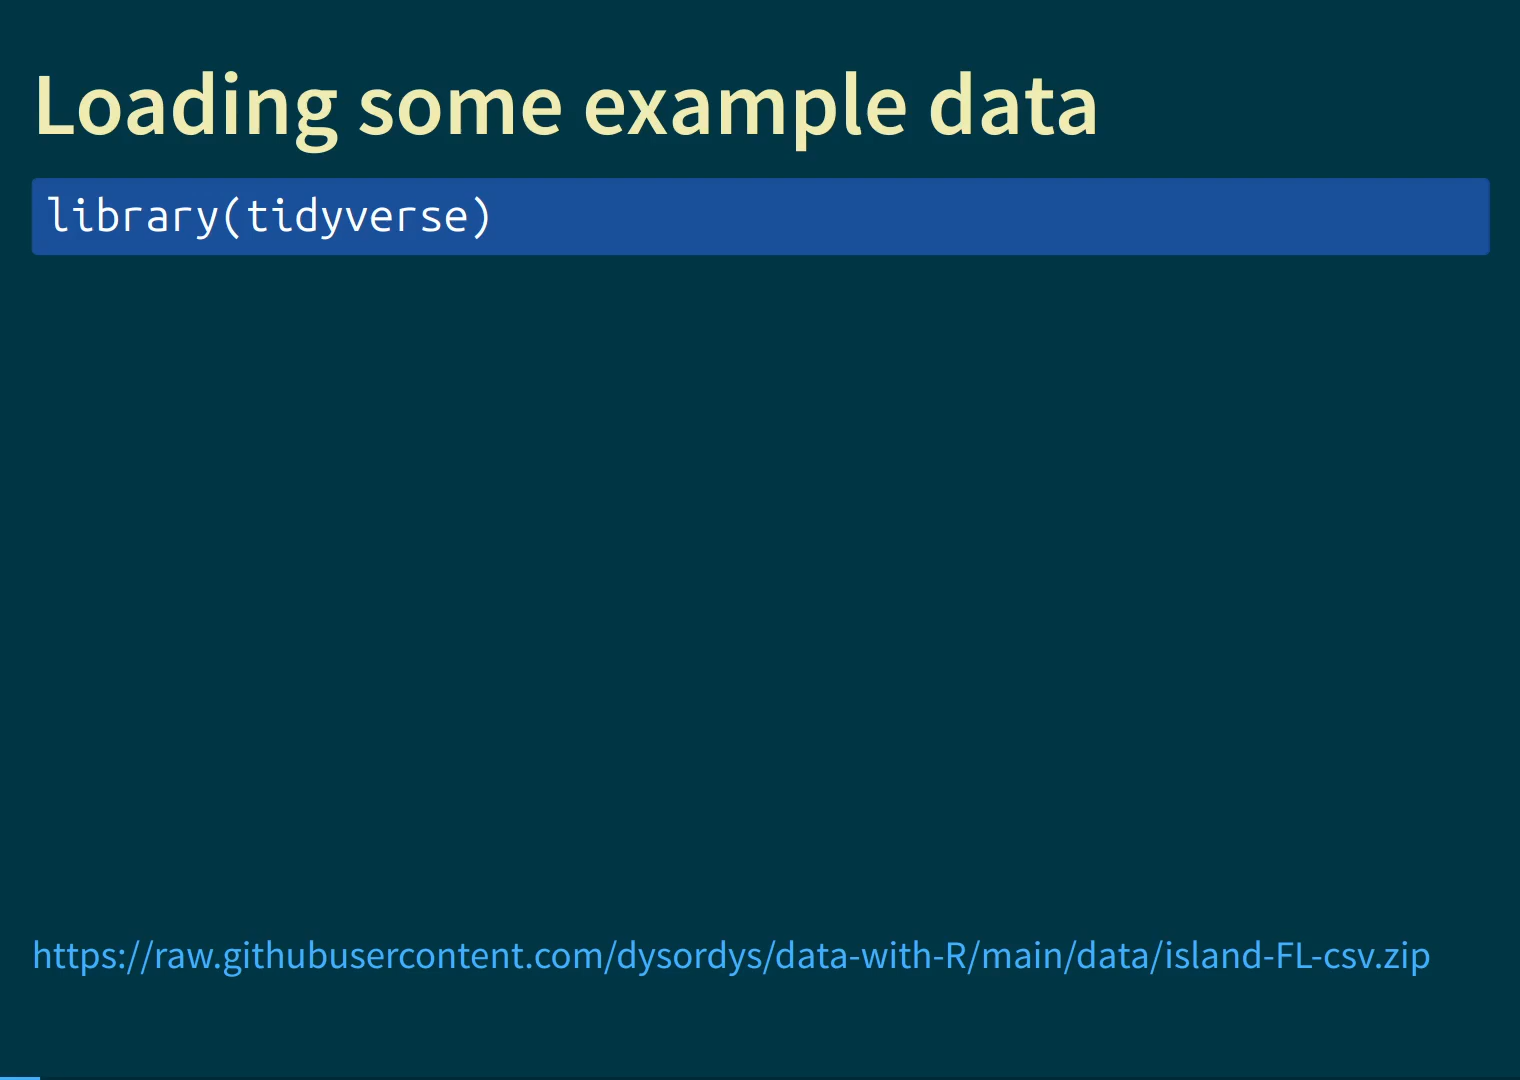 Loading some example data
library(tidyverse)
https://raw.githubusercontent.com/dysordys/data-with-R/main/data/island-FL-csv.zip